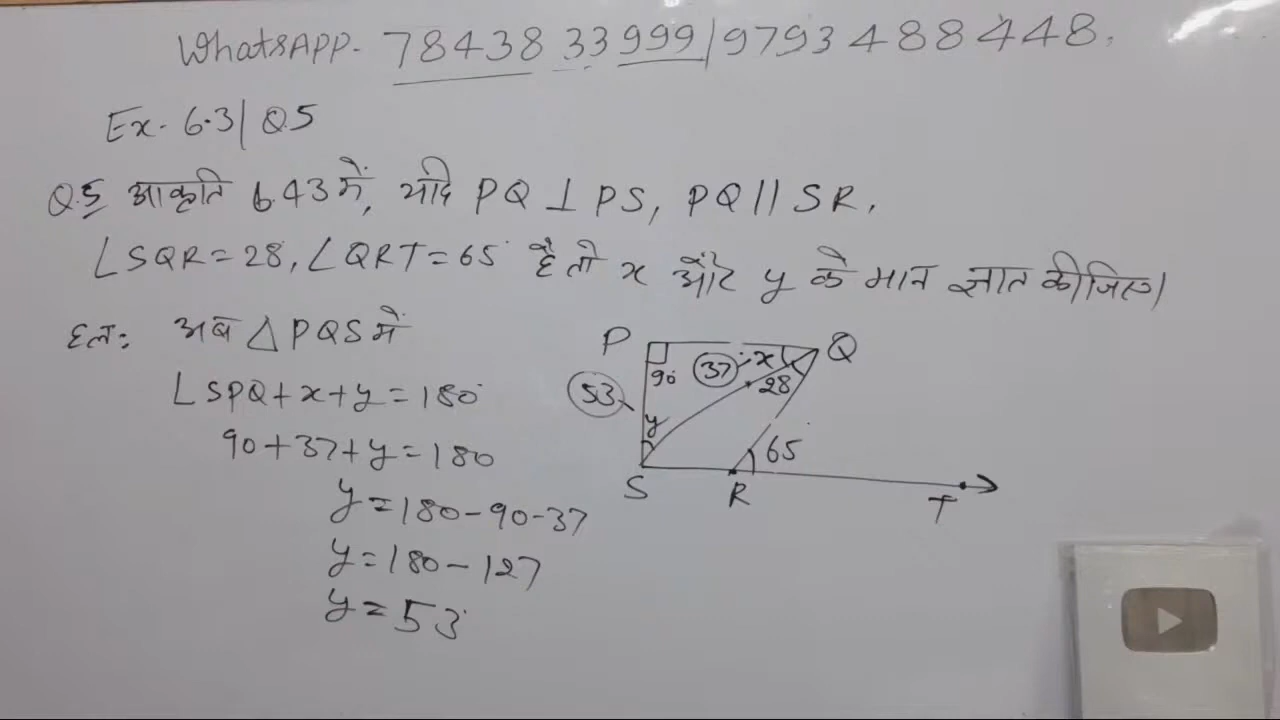 WhatsAPP- 78438 33999/9793488448.
Ex- 6.3| Q.5
Q.5 आकृति 6.43 में, यदि PQ ⊥ PS, PQ || SR,
∠SQR = 28°, ∠QRT = 65° है तो x और y के मान ज्ञात कीजिए।
हलः अब △PQS में
∠SPQ + x + y = 180°
90 + 37 + y = 180
y = 180 - 90 - 37
y = 180 - 127
y = 53°
P Q
90 37 x
28
53
y
65
S R T